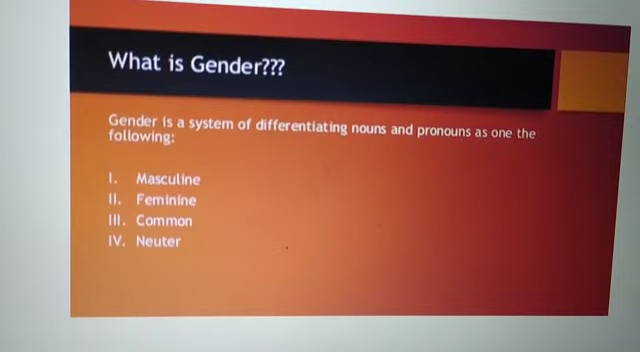 What is Gender???
Gender is a system of differentiating nouns and pronouns as one the
following:
I. Masculine
II. Feminine
III. Common
IV. Neuter